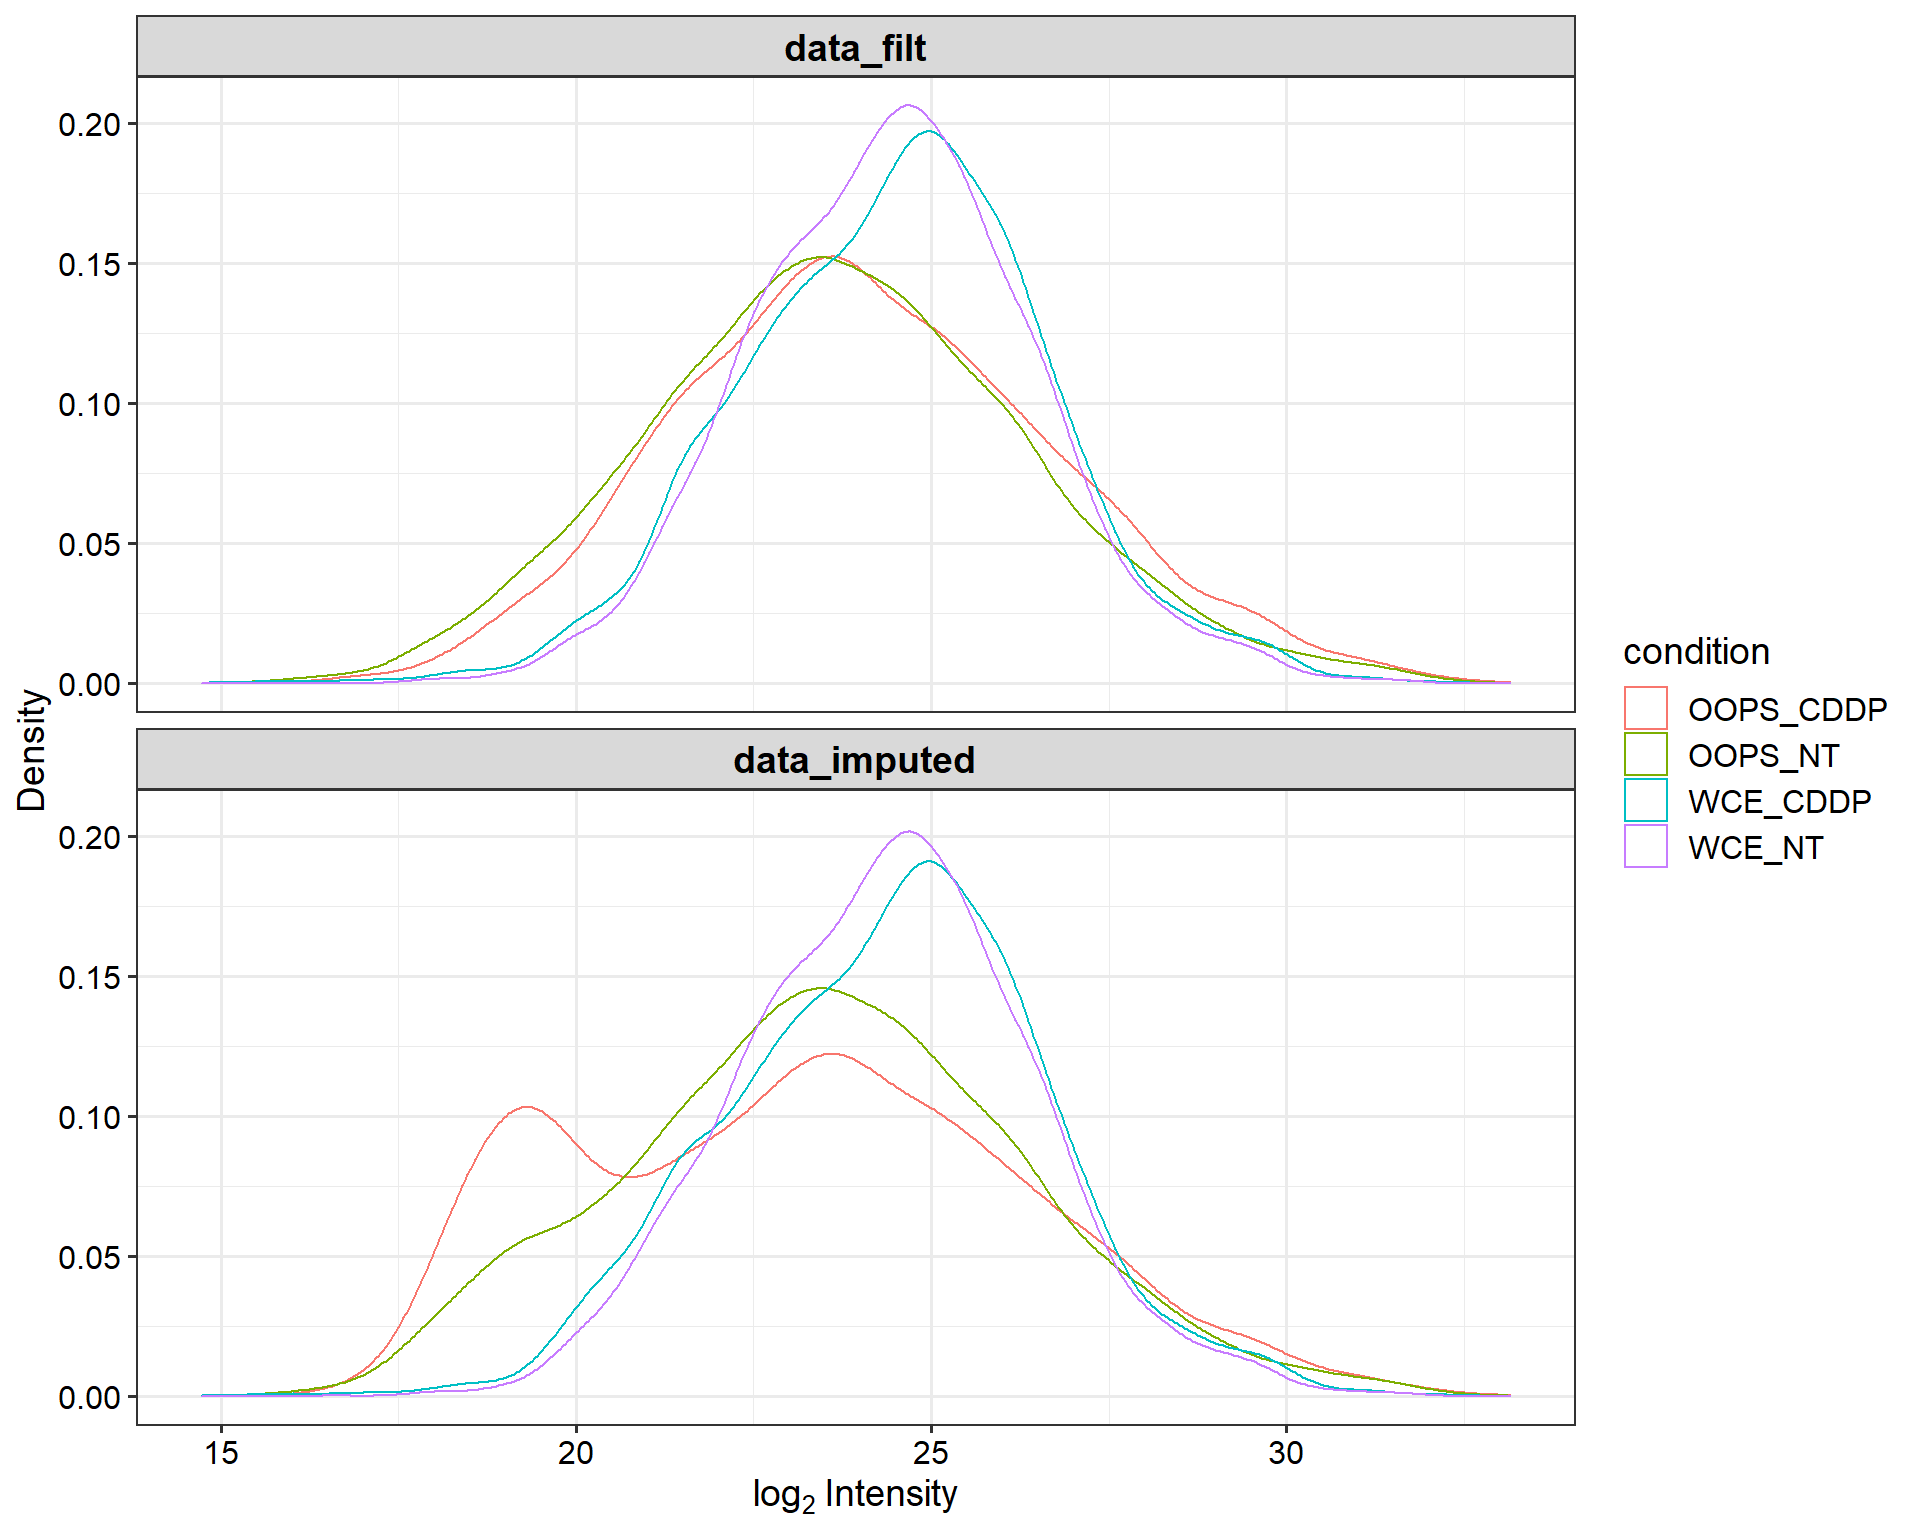 data_filt
0.20
0.15
0.10
0.05
0.00
data_imputed
0.20
0.15
0.10
0.05
0.00
15
20
25
30
log2 Intensity
Density
condition
OOPS_CDDP
OOPS_NT
WCE_CDDP
WCE_NT